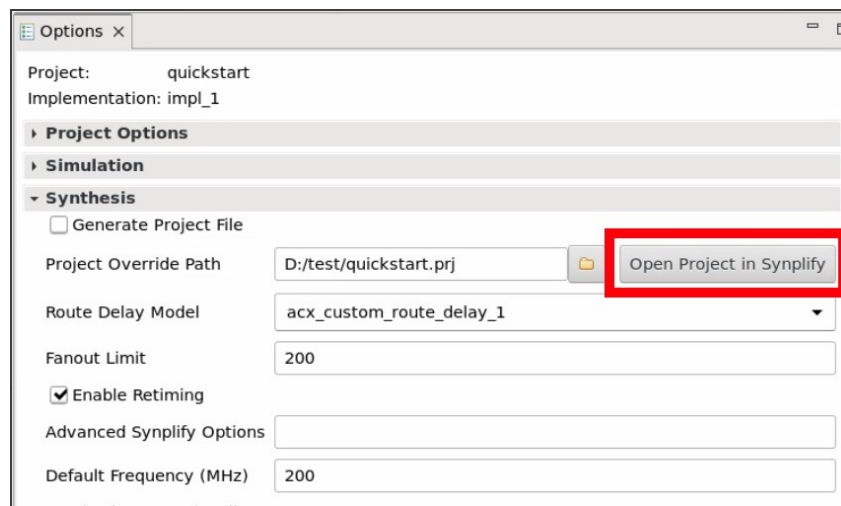 Options
Project: quickstart
Implementation: impl_1
Project Options
Simulation
Synthesis
Generate Project File
Project Override Path D:/test/quickstart.prj Open Project in Synplify
Route Delay Model acx_custom_route_delay_1
Fanout Limit 200
Enable Retiming
Advanced Synplify Options
Default Frequency (MHz) 200